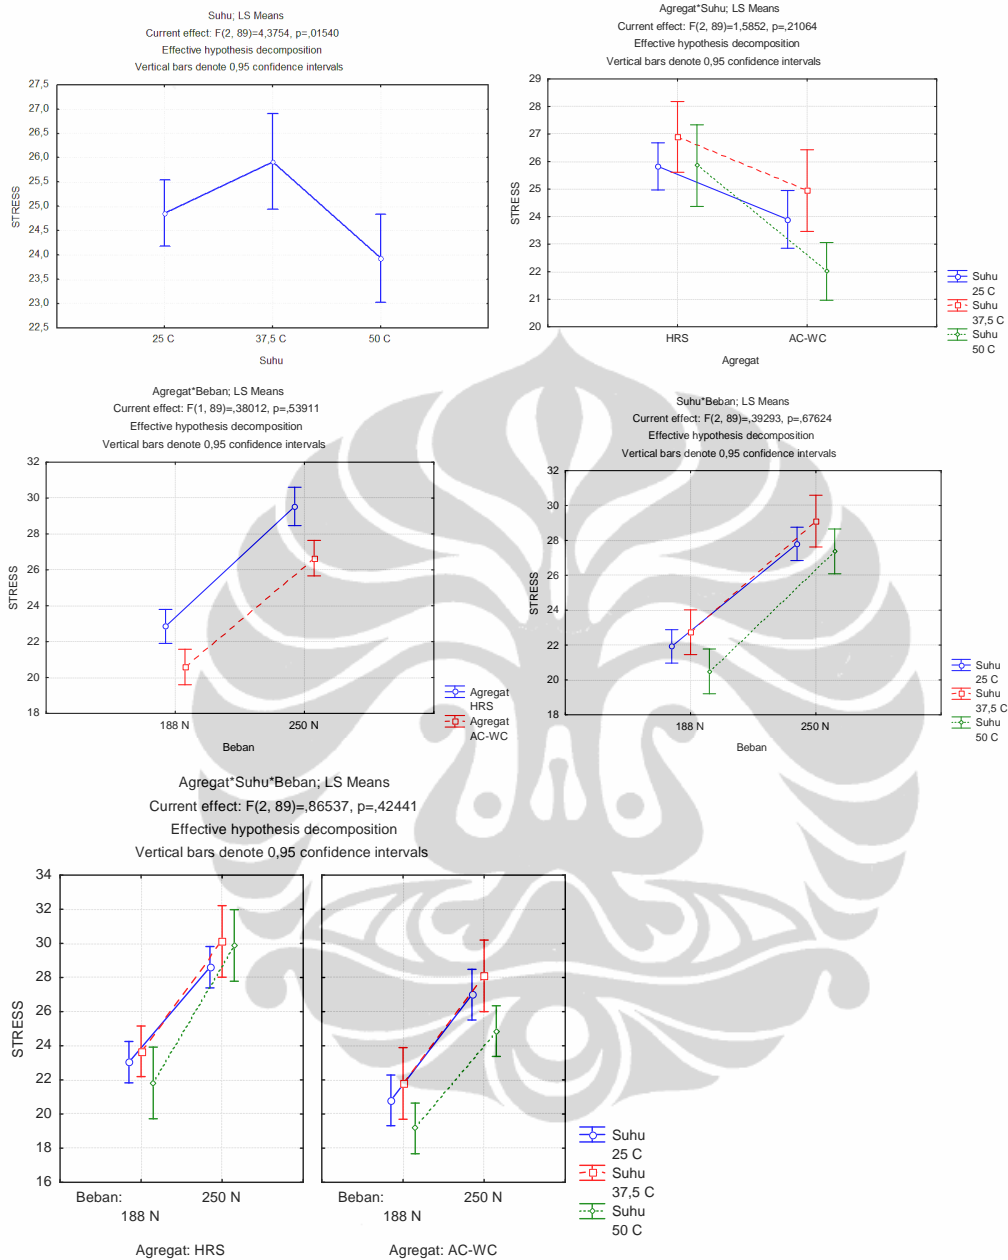 Suhu; LS Means
Current effect: F(2, 89)=4,3754, p=,01540
Effective hypothesis decomposition
Vertical bars denote 0,95 confidence intervals
27,5
27,0
26,5
26,0
25,5
25,0
24,5
24,0
23,5
23,0
22,5
STRESS
25 C
37,5 C
50 C
Suhu
Agregat*Suhu; LS Means
Current effect: F(2, 89)=1,5852, p=,21064
Effective hypothesis decomposition
Vertical bars denote 0,95 confidence intervals
29
28
27
26
25
24
23
22
21
20
STRESS
HRS
AC-WC
Agregat
Suhu
25 C
Suhu
37,5 C
Suhu
50 C
Agregat*Beban; LS Means
Current effect: F(1, 89)=,38012, p=,53911
Effective hypothesis decomposition
Vertical bars denote 0,95 confidence intervals
32
30
28
26
24
22
20
18
STRESS
188 N
250 N
Beban
Agregat
HRS
Agregat
AC-WC
Suhu*Beban; LS Means
Current effect: F(2, 89)=,39293, p=,67624
Effective hypothesis decomposition
Vertical bars denote 0,95 confidence intervals
32
30
28
26
24
22
20
18
STRESS
188 N
250 N
Beban
Suhu
25 C
Suhu
37,5 C
Suhu
50 C
Agregat*Suhu*Beban; LS Means
Current effect: F(2, 89)=,86537, p=,42441
Effective hypothesis decomposition
Vertical bars denote 0,95 confidence intervals
34
32
30
28
26
24
22
20
18
16
STRESS
Beban:
188 N
250 N
Agregat: HRS
Beban:
188 N
250 N
Agregat: AC-WC
Suhu
25 C
Suhu
37,5 C
Suhu
50 C